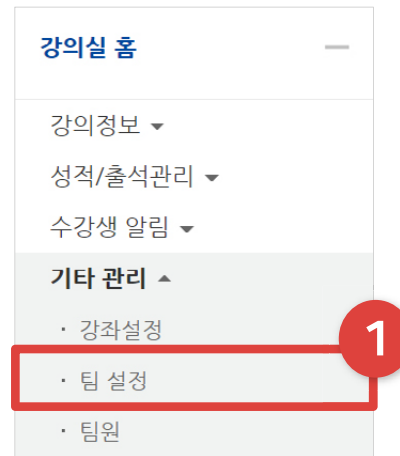 강의실 홈
강의정보
성적/출석관리
수강생 알림
기타 관리
· 강좌설정
1
· 팀 설정
· 팀원